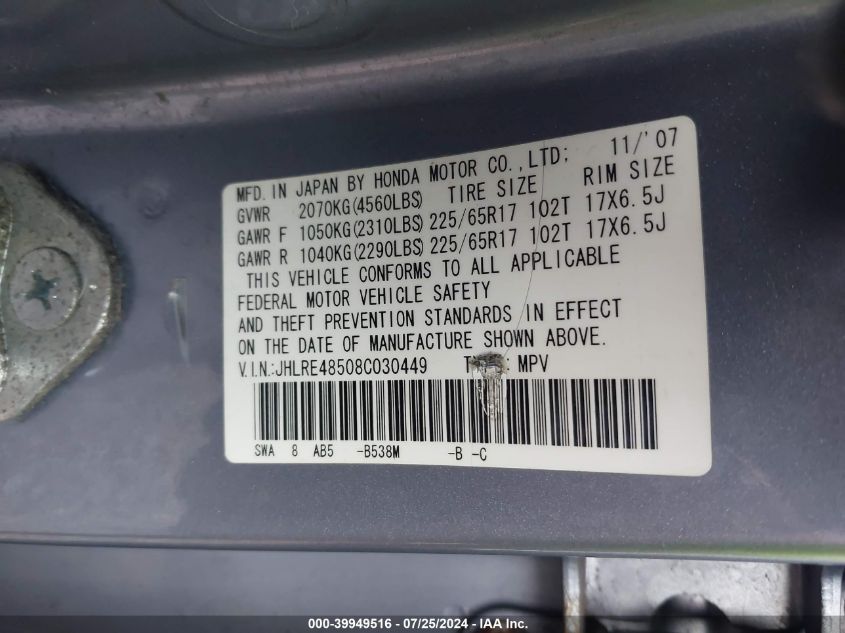 MFD. IN JAPAN BY HONDA MOTOR CO.,LTD; 11/'07
GVWR 2070KG(4560LBS) TIRE SIZE RIM SIZE
GAWR F 1050KG(2310LBS) 225/65R17 102T 17X6.5J
GAWR R 1040KG(2290LBS) 225/65R17 102T 17X6.5J
THIS VEHICLE CONFORMS TO ALL APPLICABLE
FEDERAL MOTOR VEHICLE SAFETY
AND THEFT PREVENTION STANDARDS IN EFFECT
ON THE DATE OF MANUFACTURE SHOWN ABOVE.
V.I.N.:JHLRE48508C030449 : MPV
SWA 8 AB5 -B538M -B -C
000-39949516 - 07/25/2024 - IAA Inc.